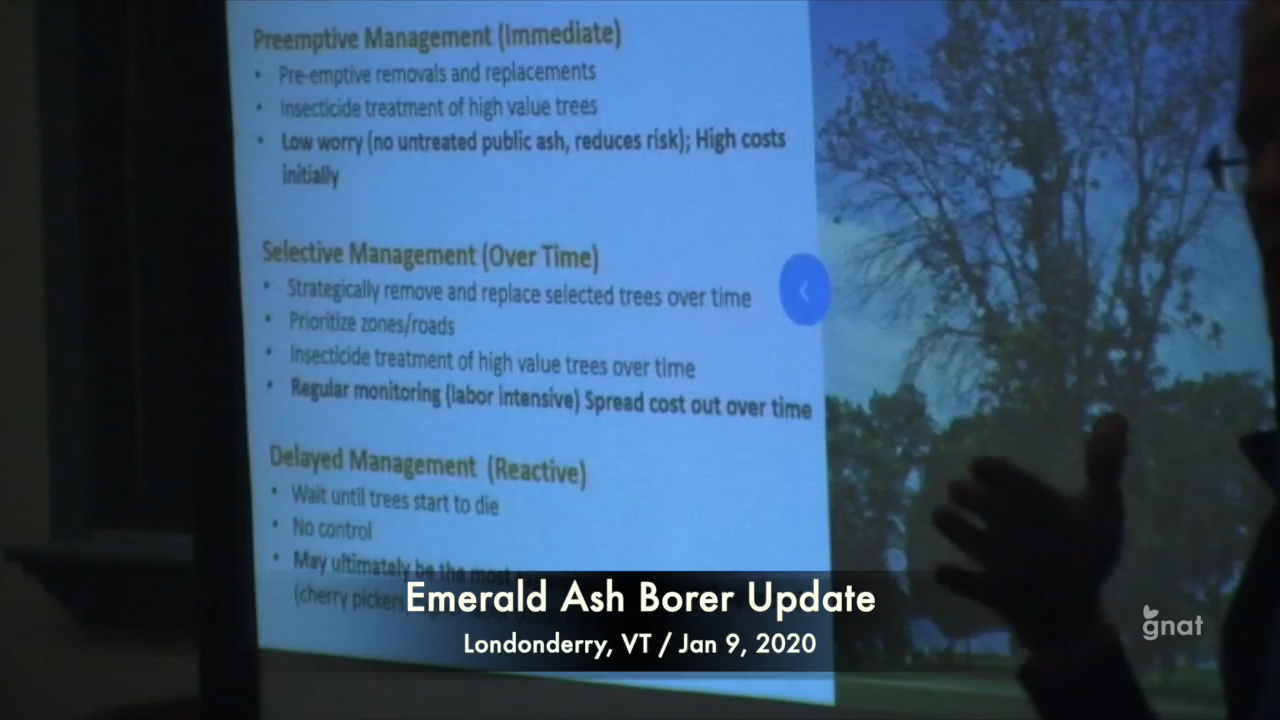 Preemptive Management (Immediate)
• Pre-emptive removals and replacements
• Insecticide treatment of high value trees
• Low worry (no untreated public ash, reduces risk); High costs
initially
Selective Management (Over Time)
• Strategically remove and replace selected trees over time
• Prioritize zones/roads
• Insecticide treatment of high value trees over time
• Regular monitoring (labor intensive) Spread cost out over time
Delayed Management (Reactive)
• Wait until trees start to die
• No control
• May ultimately be the most
(cherry pickers
Emerald Ash Borer Update
Londonderry, VT / Jan 9, 2020
gnat